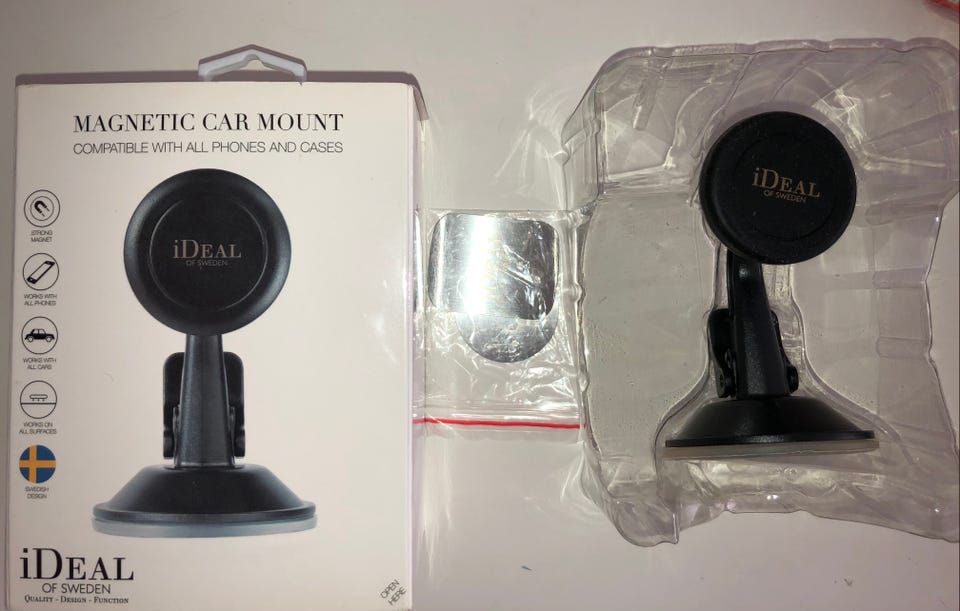 MAGNETIC CAR MOUNT
COMPATIBLE WITH ALL PHONES AND CASES
STRONG
MAGNET
WORKS WITH
ALL PHONES
WORKS WITH
ALL CARS
WORKS ON
ALL SURFACES
SWEDISH
DESIGN
iDEAL
OF SWEDEN
iDEAL
OF SWEDEN
QUALITY - DESIGN - FUNCTION
OPEN
HERE
iDEAL
OF SWEDEN